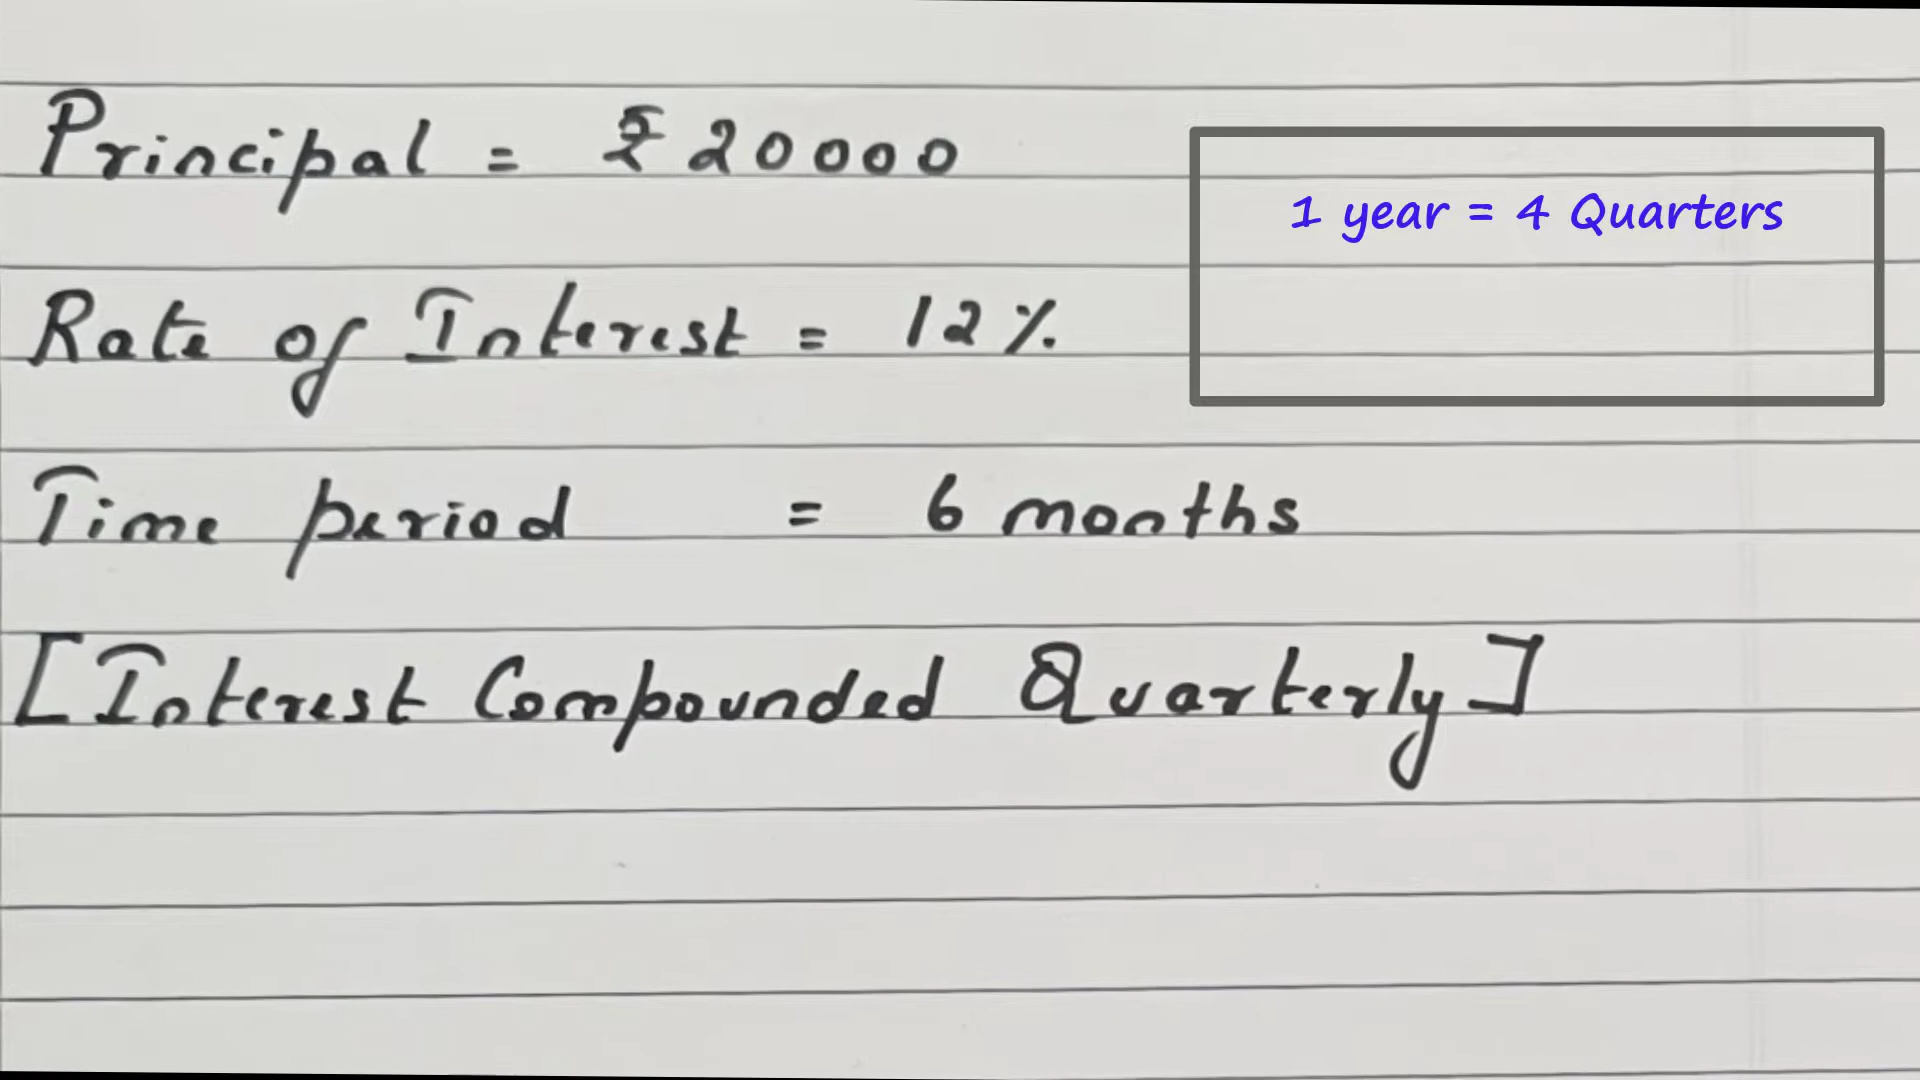 Principal = ₹ 20000
1 year = 4 Quarters
Rate of Interest = 12 %
Time period = 6 months
[Interest Compounded Quarterly]